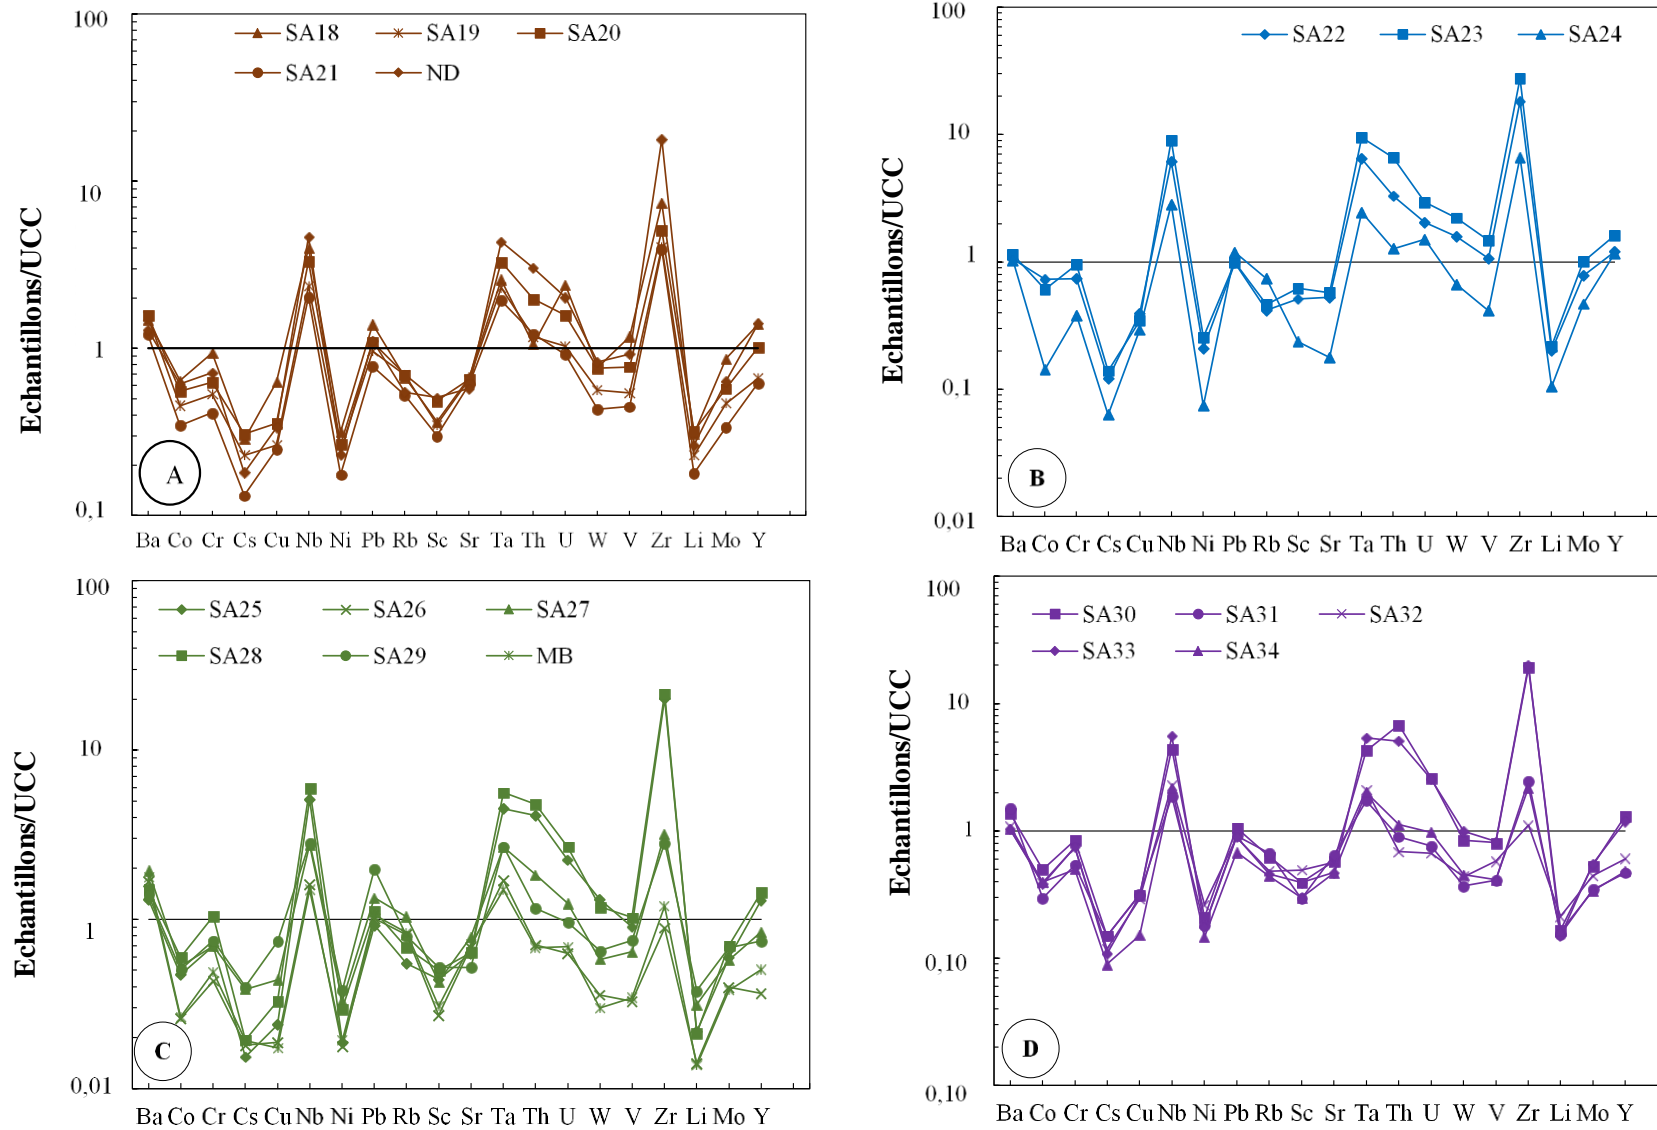 100
10
1
0,1
Echantillons/UCC
SA18 SA19 SA20
SA21 ND
A
Ba Co Cr Cs Cu Nb Ni Pb Rb Sc Sr Ta Th U W V Zr Li Mo Y
100
10
1
0.1
0,01
Echantillons/UCC
SA22 SA23 SA24
B
Ba Co Cr Cs Cu Nb Ni Pb Rb Sc Sr Ta Th U W V Zr Li Mo Y
100
10
1
0,01
Echantillons/UCC
SA25 SA26 SA27
SA28 SA29 MB
C
Ba Co Cr Cs Cu Nb Ni Pb Rb Sc Sr Ta Th U W V Zr Li Mo Y
100
10
1
0.10
0,10
Echantillons/UCC
SA30 SA31 SA32
SA33 SA34
D
Ba Co Cr Cs Cu Nb Ni Pb Rb Sc Sr Ta Th U W V Zr Li Mo Y